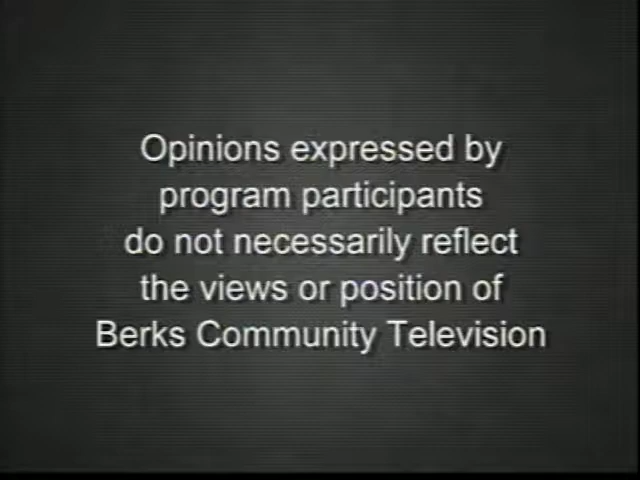 Opinions expressed by
program participants
do not necessarily reflect
the views or position of
Berks Community Television